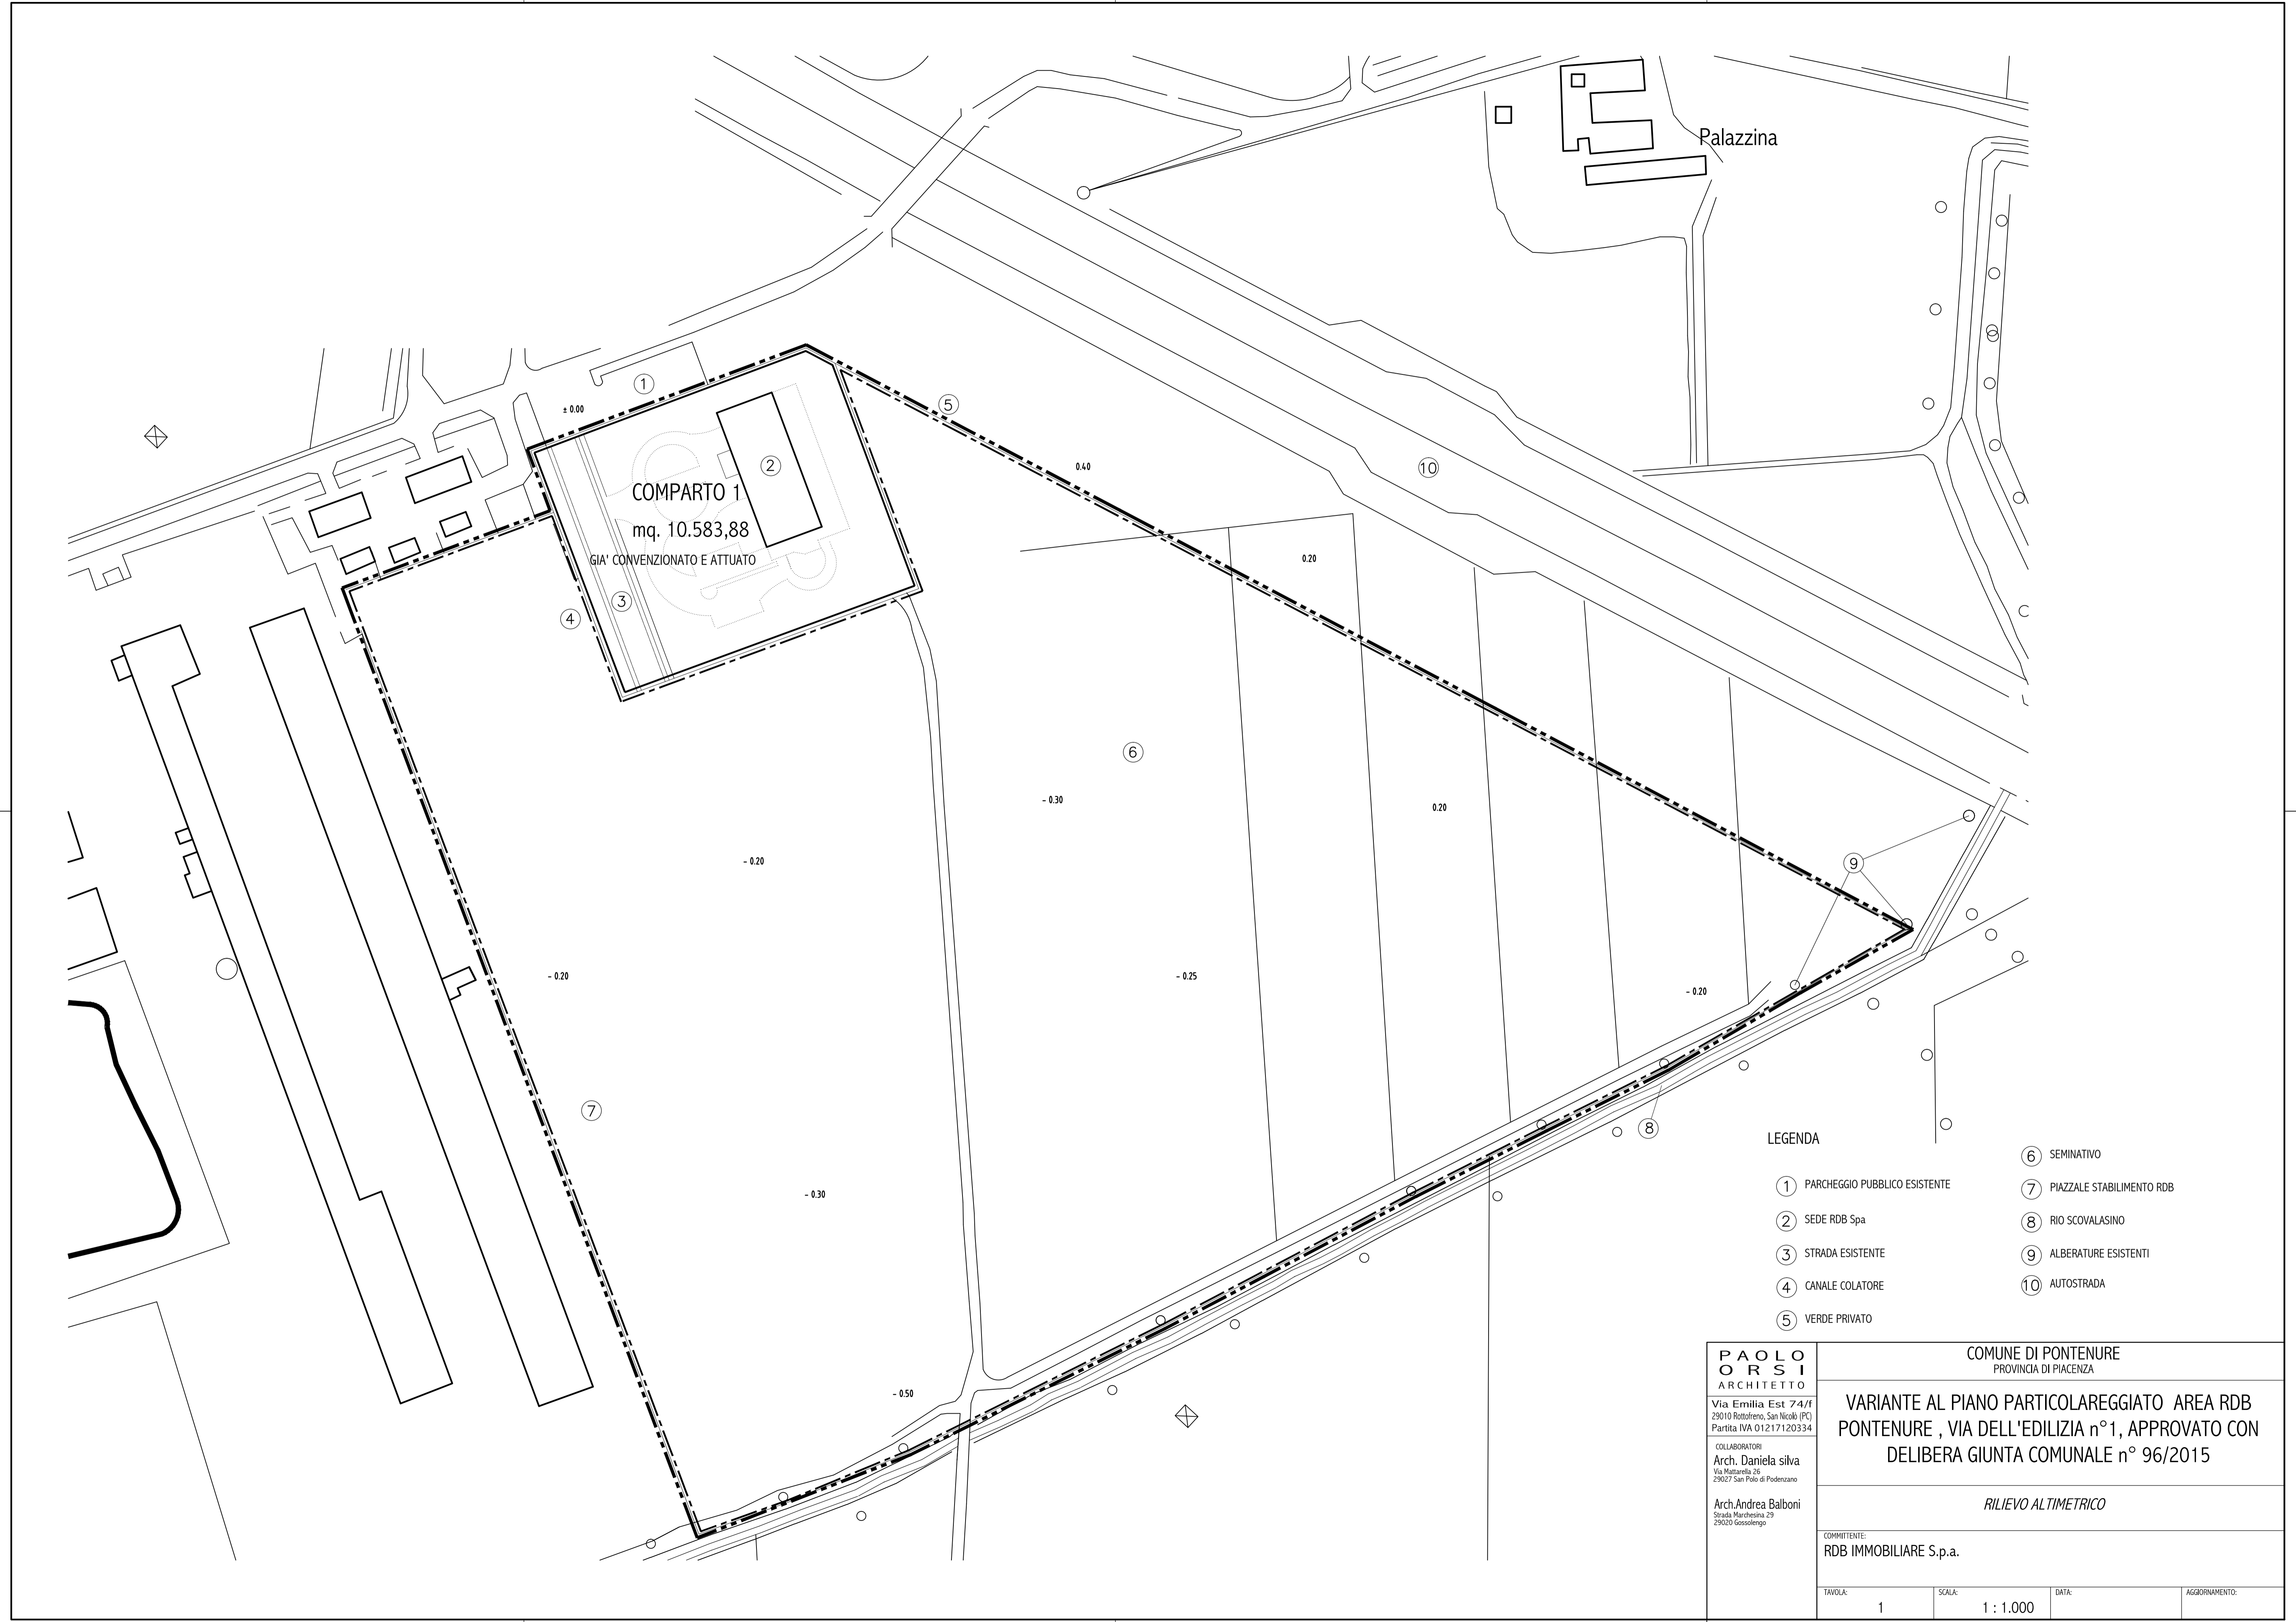 Palazzina
1
± 0.00
5
2
0.40
10
COMPARTO 1
mq. 10.583,88
GIA' CONVENZIONATO E ATTUATO
0.20
3
4
6
- 0.30
0.20
- 0.20
9
- 0.20
- 0.25
- 0.20
7
8
- 0.30
- 0.50
LEGENDA
1 PARCHEGGIO PUBBLICO ESISTENTE
2 SEDE RDB Spa
3 STRADA ESISTENTE
4 CANALE COLATORE
5 VERDE PRIVATO
6 SEMINATIVO
7 PIAZZALE STABILIMENTO RDB
8 RIO SCOVALASINO
9 ALBERATURE ESISTENTI
10 AUTOSTRADA
PAOLO
ORSI
ARCHITETTO
Via Emilia Est 74/f
29010 Rottofreno, San Nicolò (PC)
Partita IVA 01217120334
COLLABORATORI
Arch. Daniela silva
Via Mattarella 26
29027 San Polo di Podenzano
Arch.Andrea Balboni
Strada Marchesina 29
29020 Gossolengo
COMUNE DI PONTENURE
PROVINCIA DI PIACENZA
VARIANTE AL PIANO PARTICOLAREGGIATO AREA RDB
PONTENURE , VIA DELL'EDILIZIA n°1, APPROVATO CON
DELIBERA GIUNTA COMUNALE n° 96/2015
RILIEVO ALTIMETRICO
COMMITTENTE:
RDB IMMOBILIARE S.p.a.
TAVOLA:
1
SCALA:
1 : 1.000
DATA:
AGGIORNAMENTO: